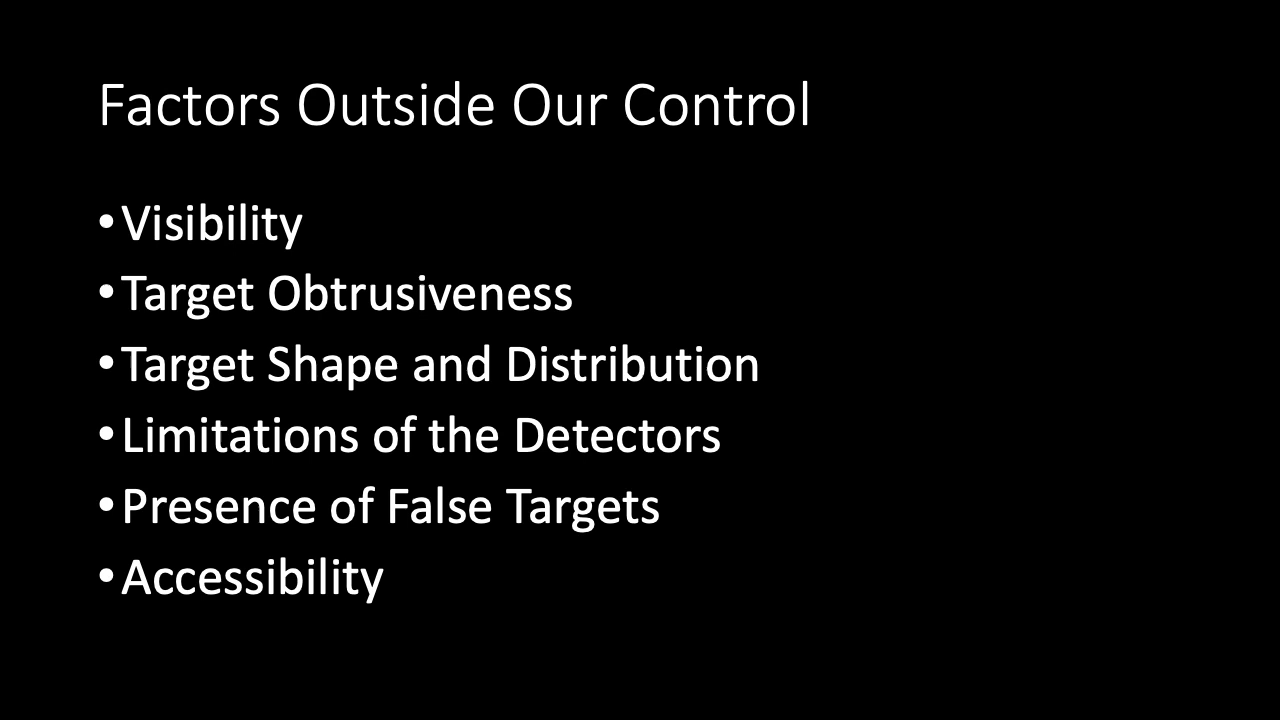 Factors Outside Our Control
• Visibility
• Target Obtrusiveness
• Target Shape and Distribution
• Limitations of the Detectors
• Presence of False Targets
• Accessibility